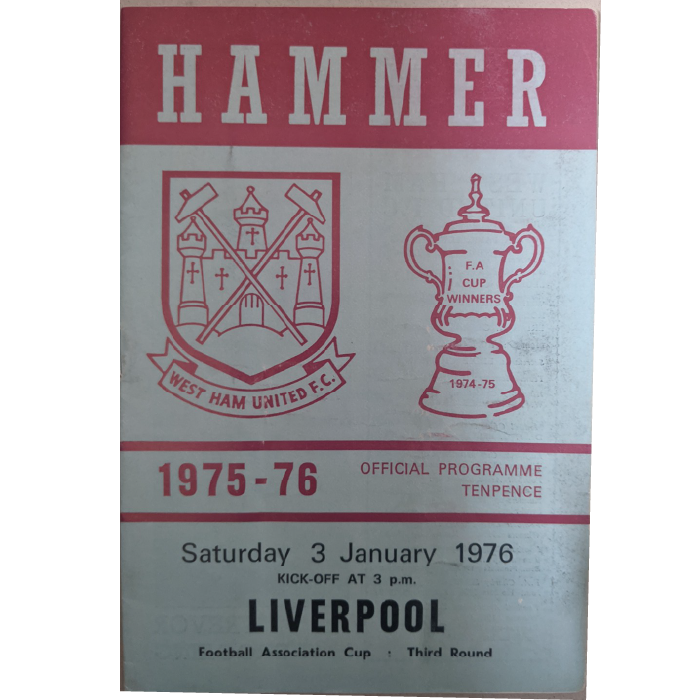 HAMMER
F.A
CUP
WINNERS
1974-75
WEST HAM UNITED F.C.
1975-76
OFFICIAL PROGRAMME
TENPENCE
Saturday 3 January 1976
KICK-OFF AT 3 p.m.
LIVERPOOL
Football Association Cup : Third Round